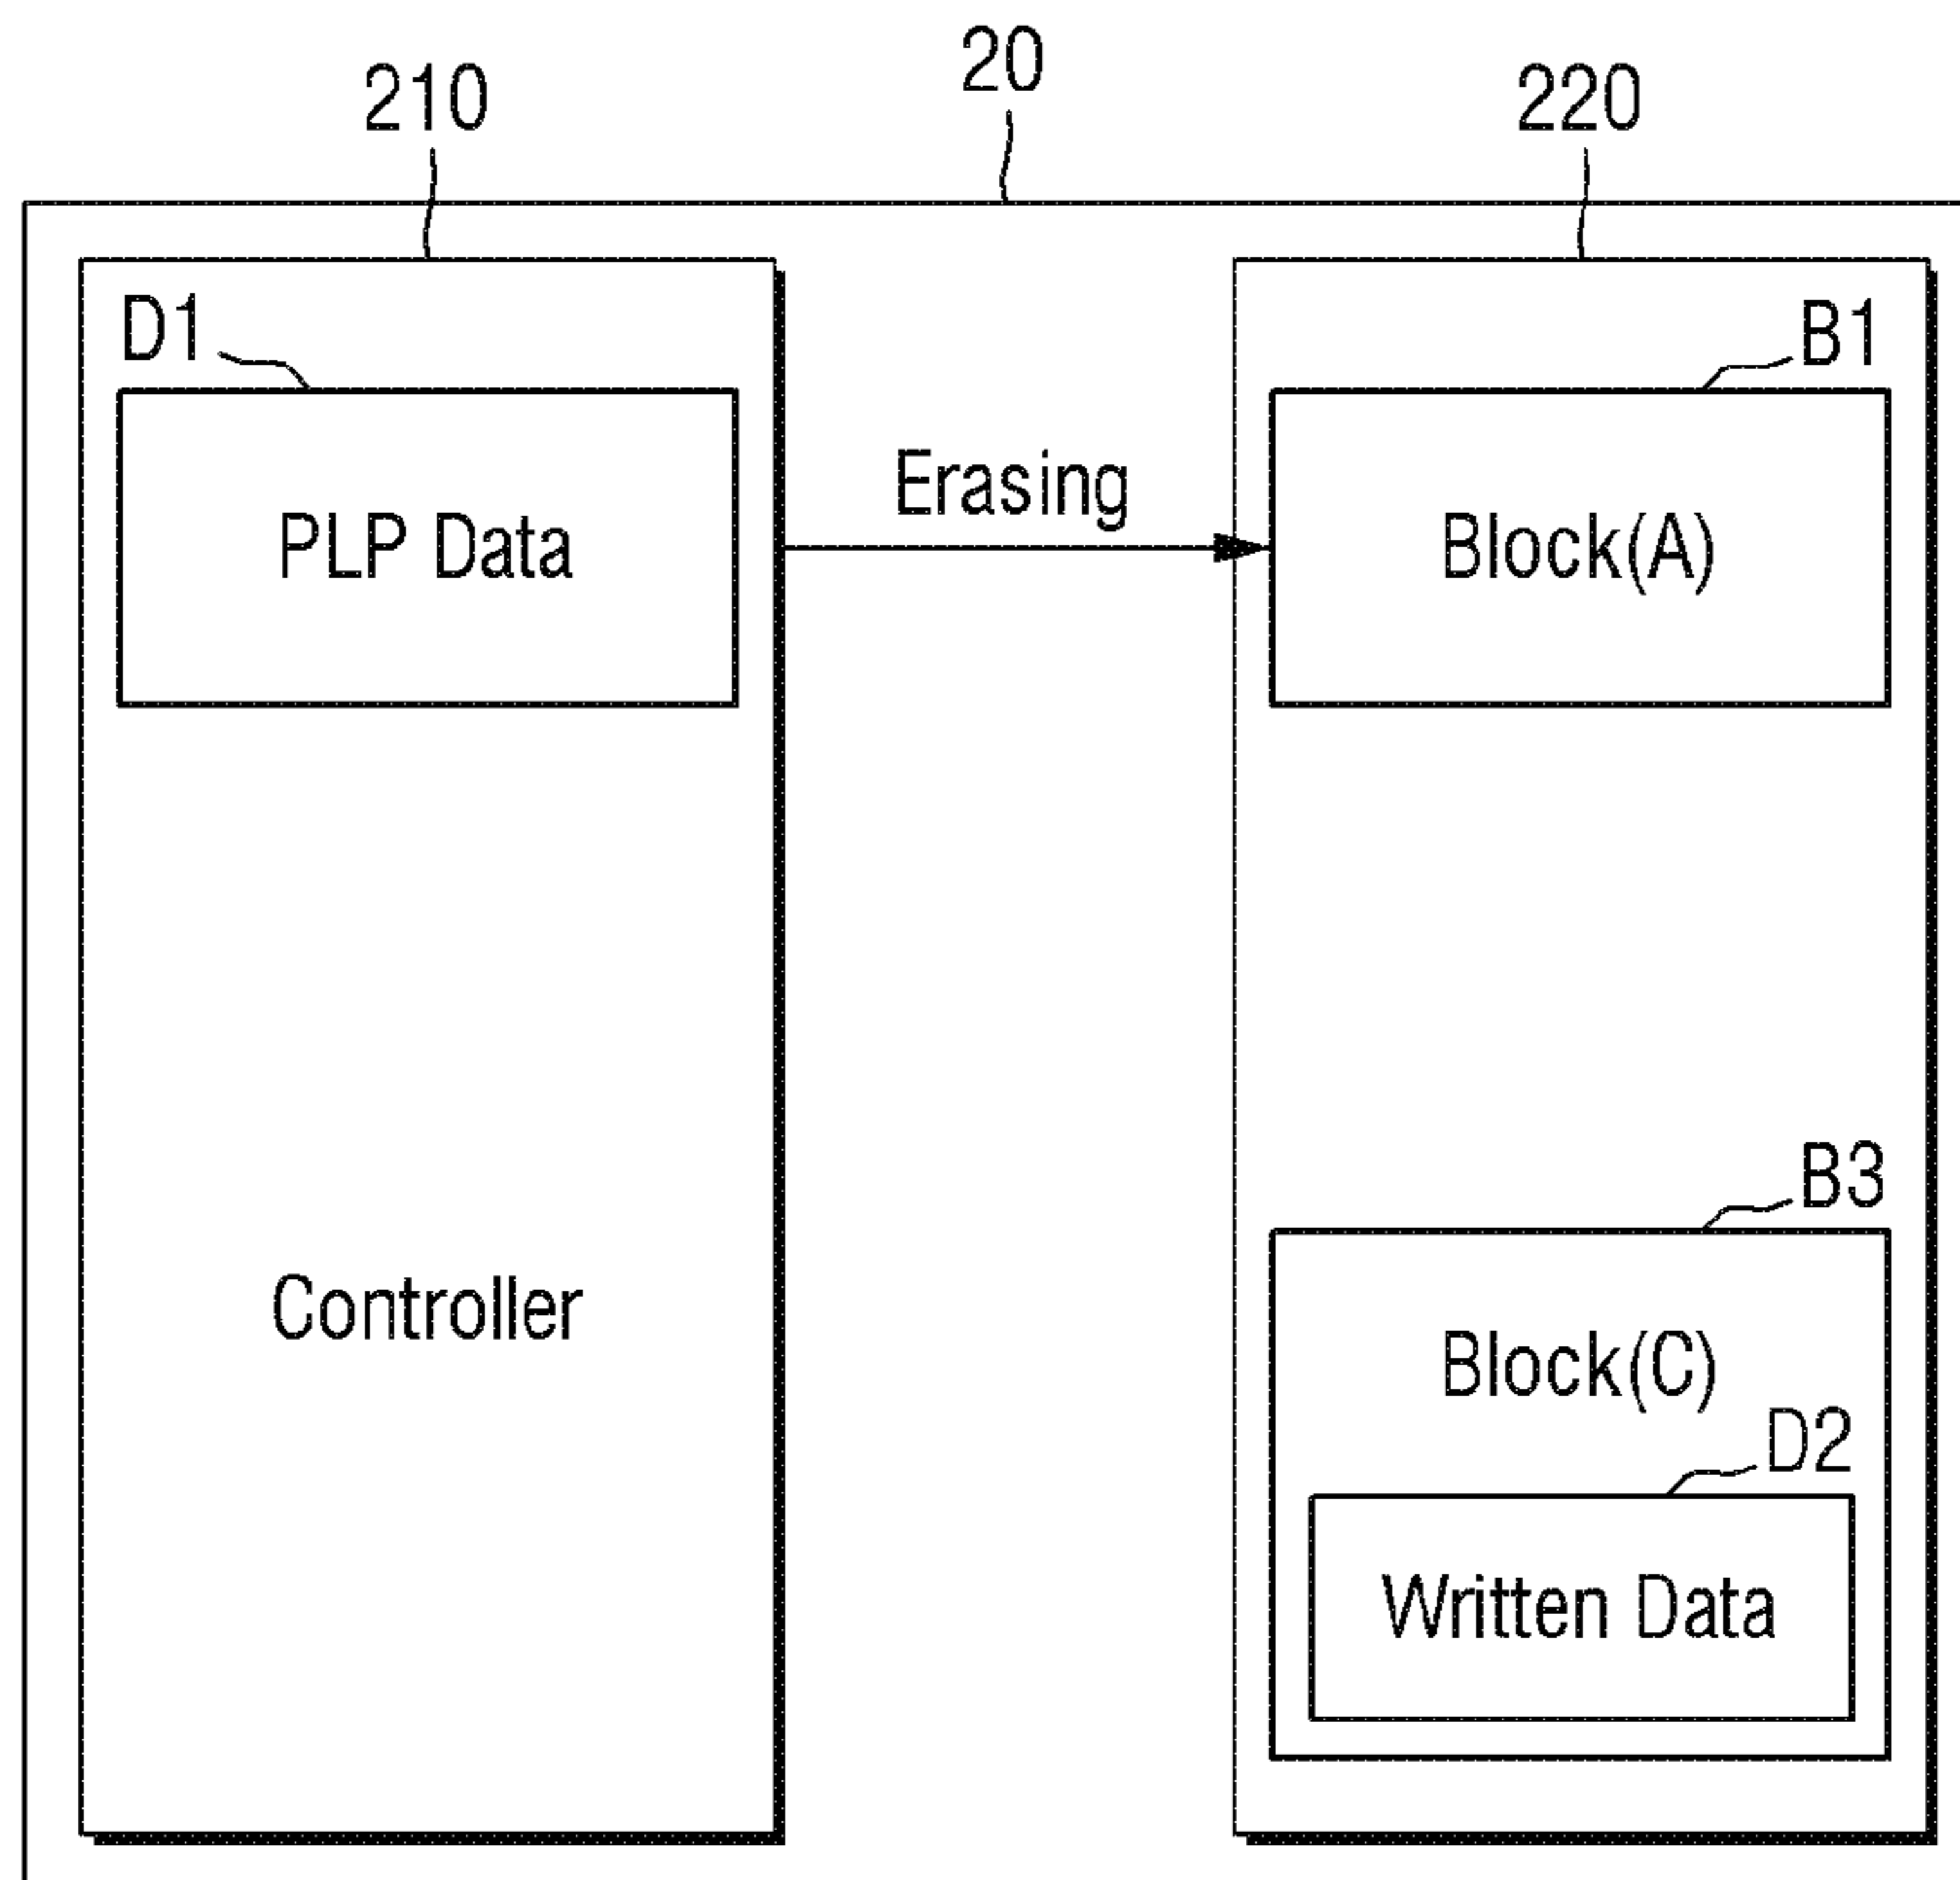 20
210
220
D1
B1
Erasing
PLP Data
Block(A)
B3
Controller
Block(C)
D2
Written Data